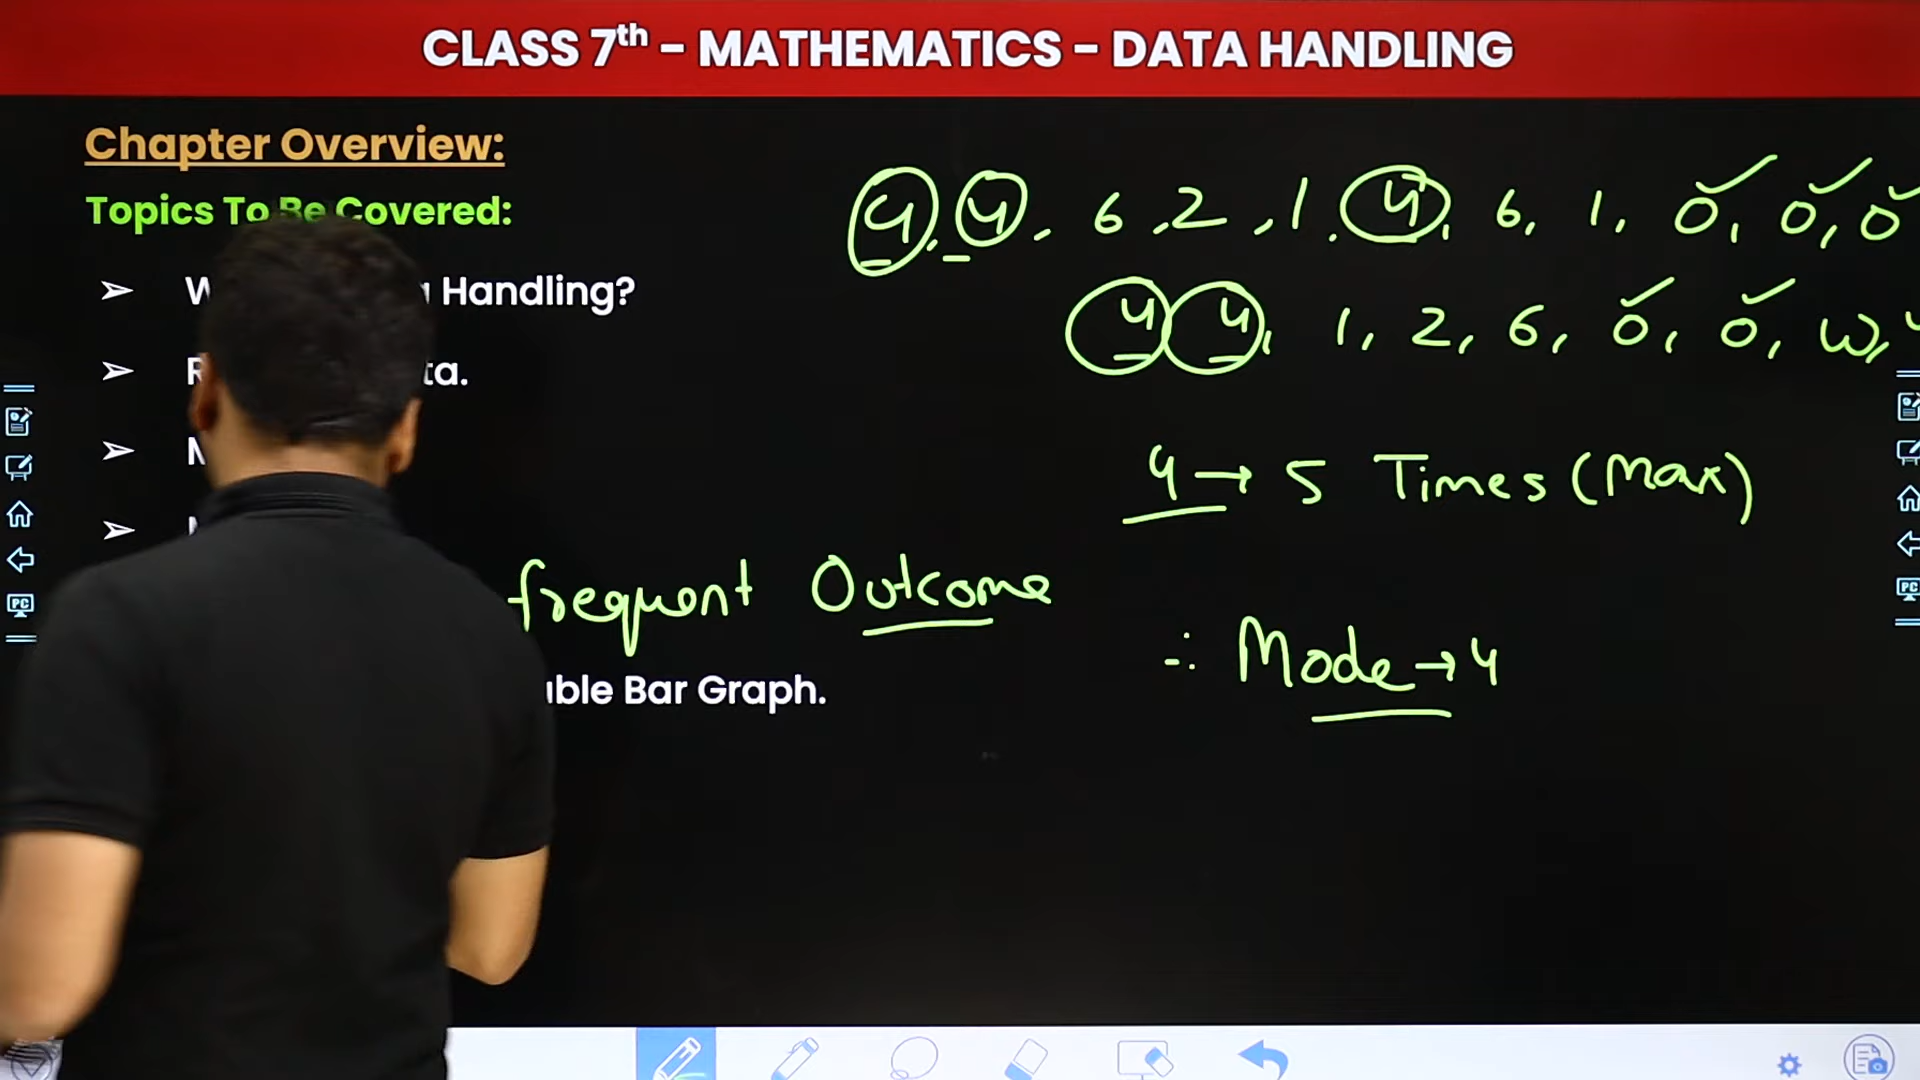 CLASS 7th - MATHEMATICS - DATA HANDLING
Chapter Overview:
Topics To Be Covered:
4, 4, 6, 2, 1, 4, 6, 1, 0, 0, 0
➢ Handling?
4 4, 1, 2, 6, 0, 0, W,
➢
4 → 5 Times (Max)
➢
➢
frequent Outcome
∴ Mode → 4
Bar Graph.
PC
PC